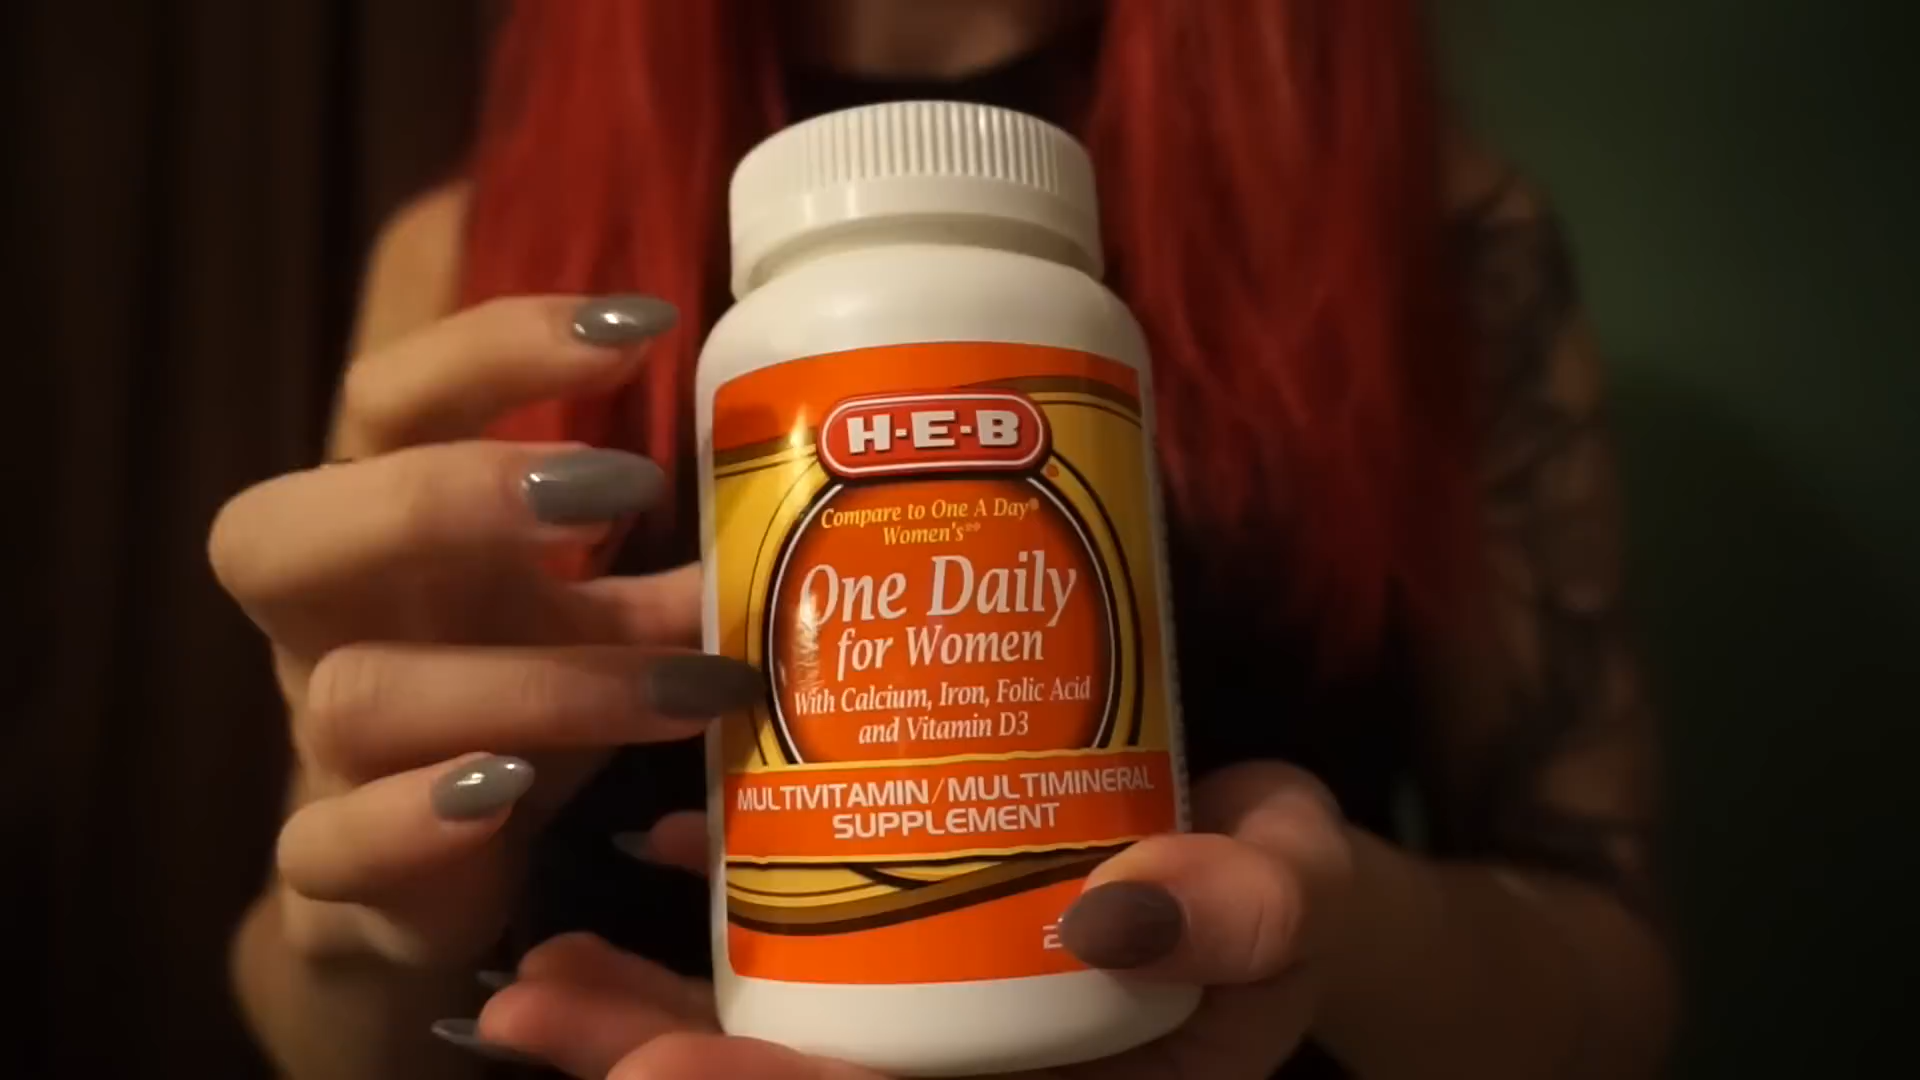 H-E-B
Compare to One A Day®
Women's
One Daily
for Women
With Calcium, Iron, Folic Acid
and Vitamin D3
MULTIVITAMIN/MULTIMINERAL
SUPPLEMENT